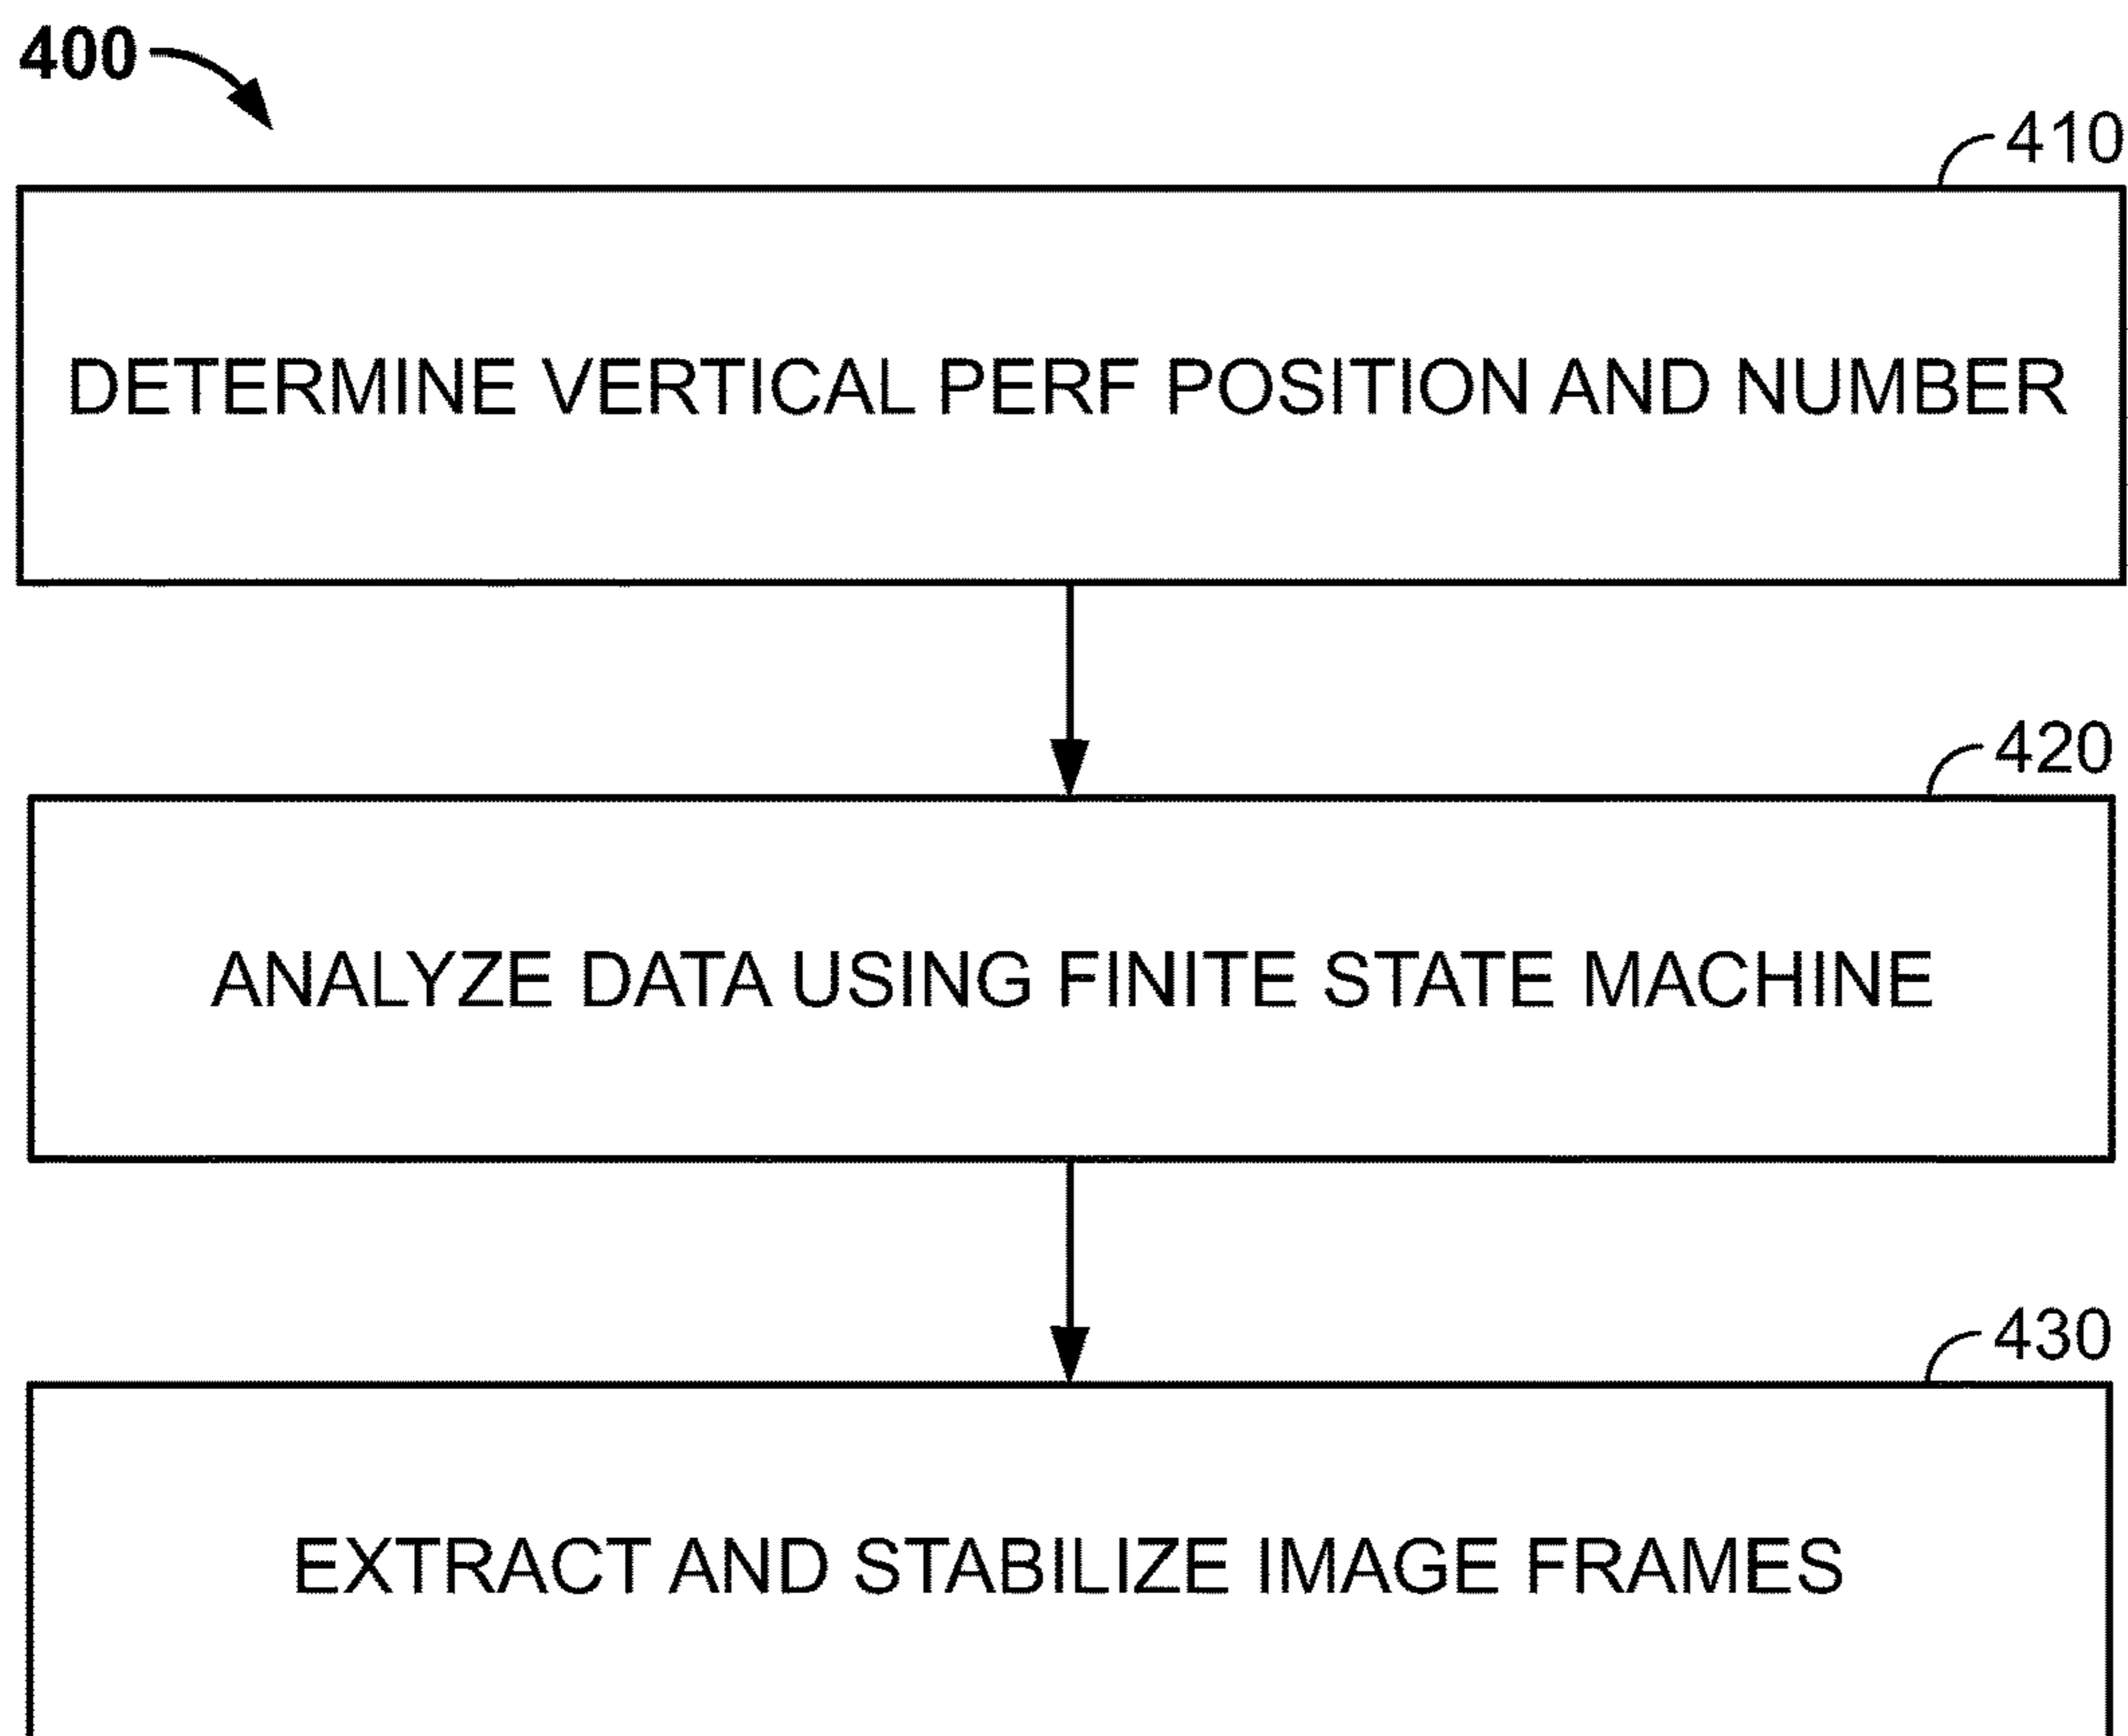 400
410
DETERMINE VERTICAL PERF POSITION AND NUMBER
420
ANALYZE DATA USING FINITE STATE MACHINE
430
EXTRACT AND STABILIZE IMAGE FRAMES